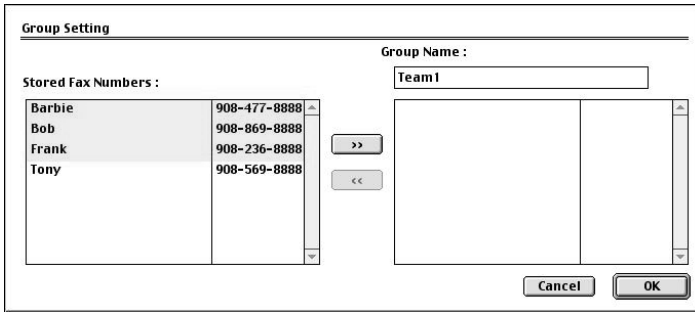 Group Setting
Group Name :
Stored Fax Numbers :
Team1
Barbie 908-477-8888
Bob 908-869-8888
Frank 908-236-8888
Tony 908-569-8888
>>
<<
Cancel
OK